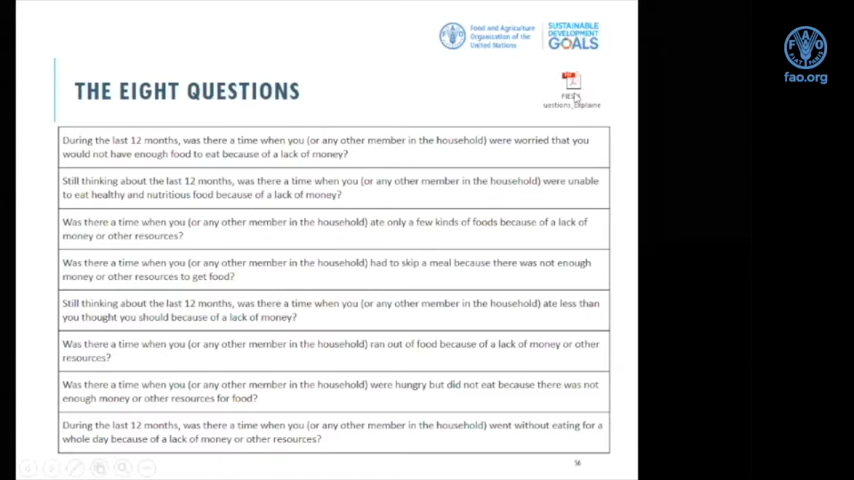 Food and Agriculture
Organization of the
United Nations
SUSTAINABLE
DEVELOPMENT
GOALS
FAO
FIAT PANIS
fao.org
THE EIGHT QUESTIONS
PDF
uestions_Explaine
During the last 12 months, was there a time when you (or any other member in the household) were worried that you
would not have enough food to eat because of a lack of money?
Still thinking about the last 12 months, was there a time when you (or any other member in the household) were unable
to eat healthy and nutritious food because of a lack of money?
Was there a time when you (or any other member in the household) ate only a few kinds of foods because of a lack of
money or other resources?
Was there a time when you (or any other member in the household) had to skip a meal because there was not enough
money or other resources to get food?
Still thinking about the last 12 months, was there a time when you (or any other member in the household) ate less than
you thought you should because of a lack of money?
Was there a time when you (or any other member in the household) ran out of food because of a lack of money or other
resources?
Was there a time when you (or any other member in the household) were hungry but did not eat because there was not
enough money or other resources for food?
During the last 12 months, was there a time when you (or any other member in the household) went without eating for a
whole day because of a lack of money or other resources?
56